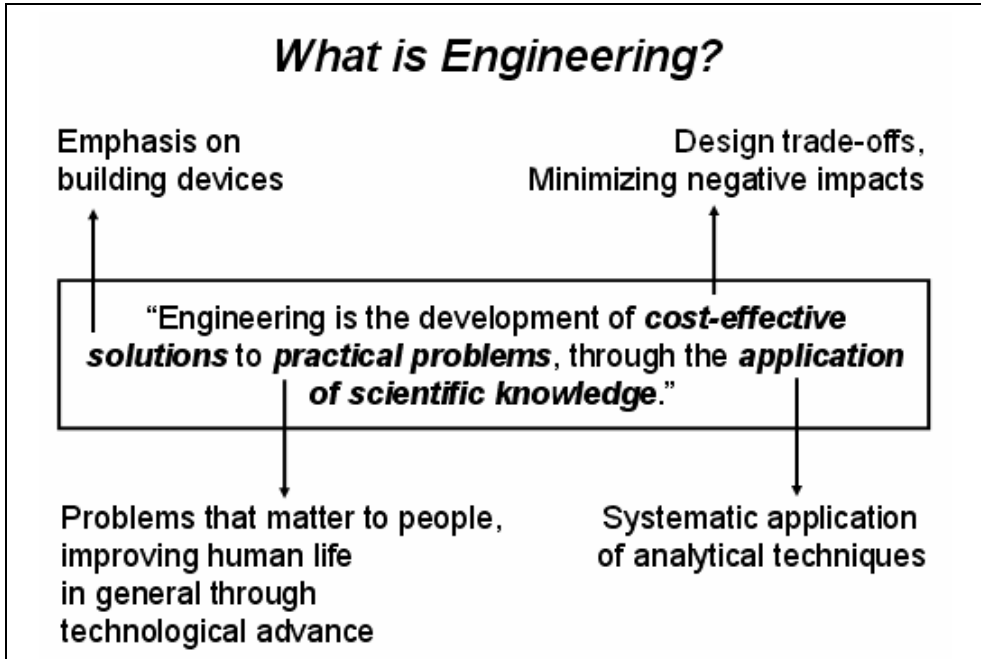 What is Engineering?
Emphasis on
building devices
Design trade-offs,
Minimizing negative impacts
“Engineering is the development of cost-effective
solutions to practical problems, through the application
of scientific knowledge.”
Problems that matter to people,
improving human life
in general through
technological advance
Systematic application
of analytical techniques